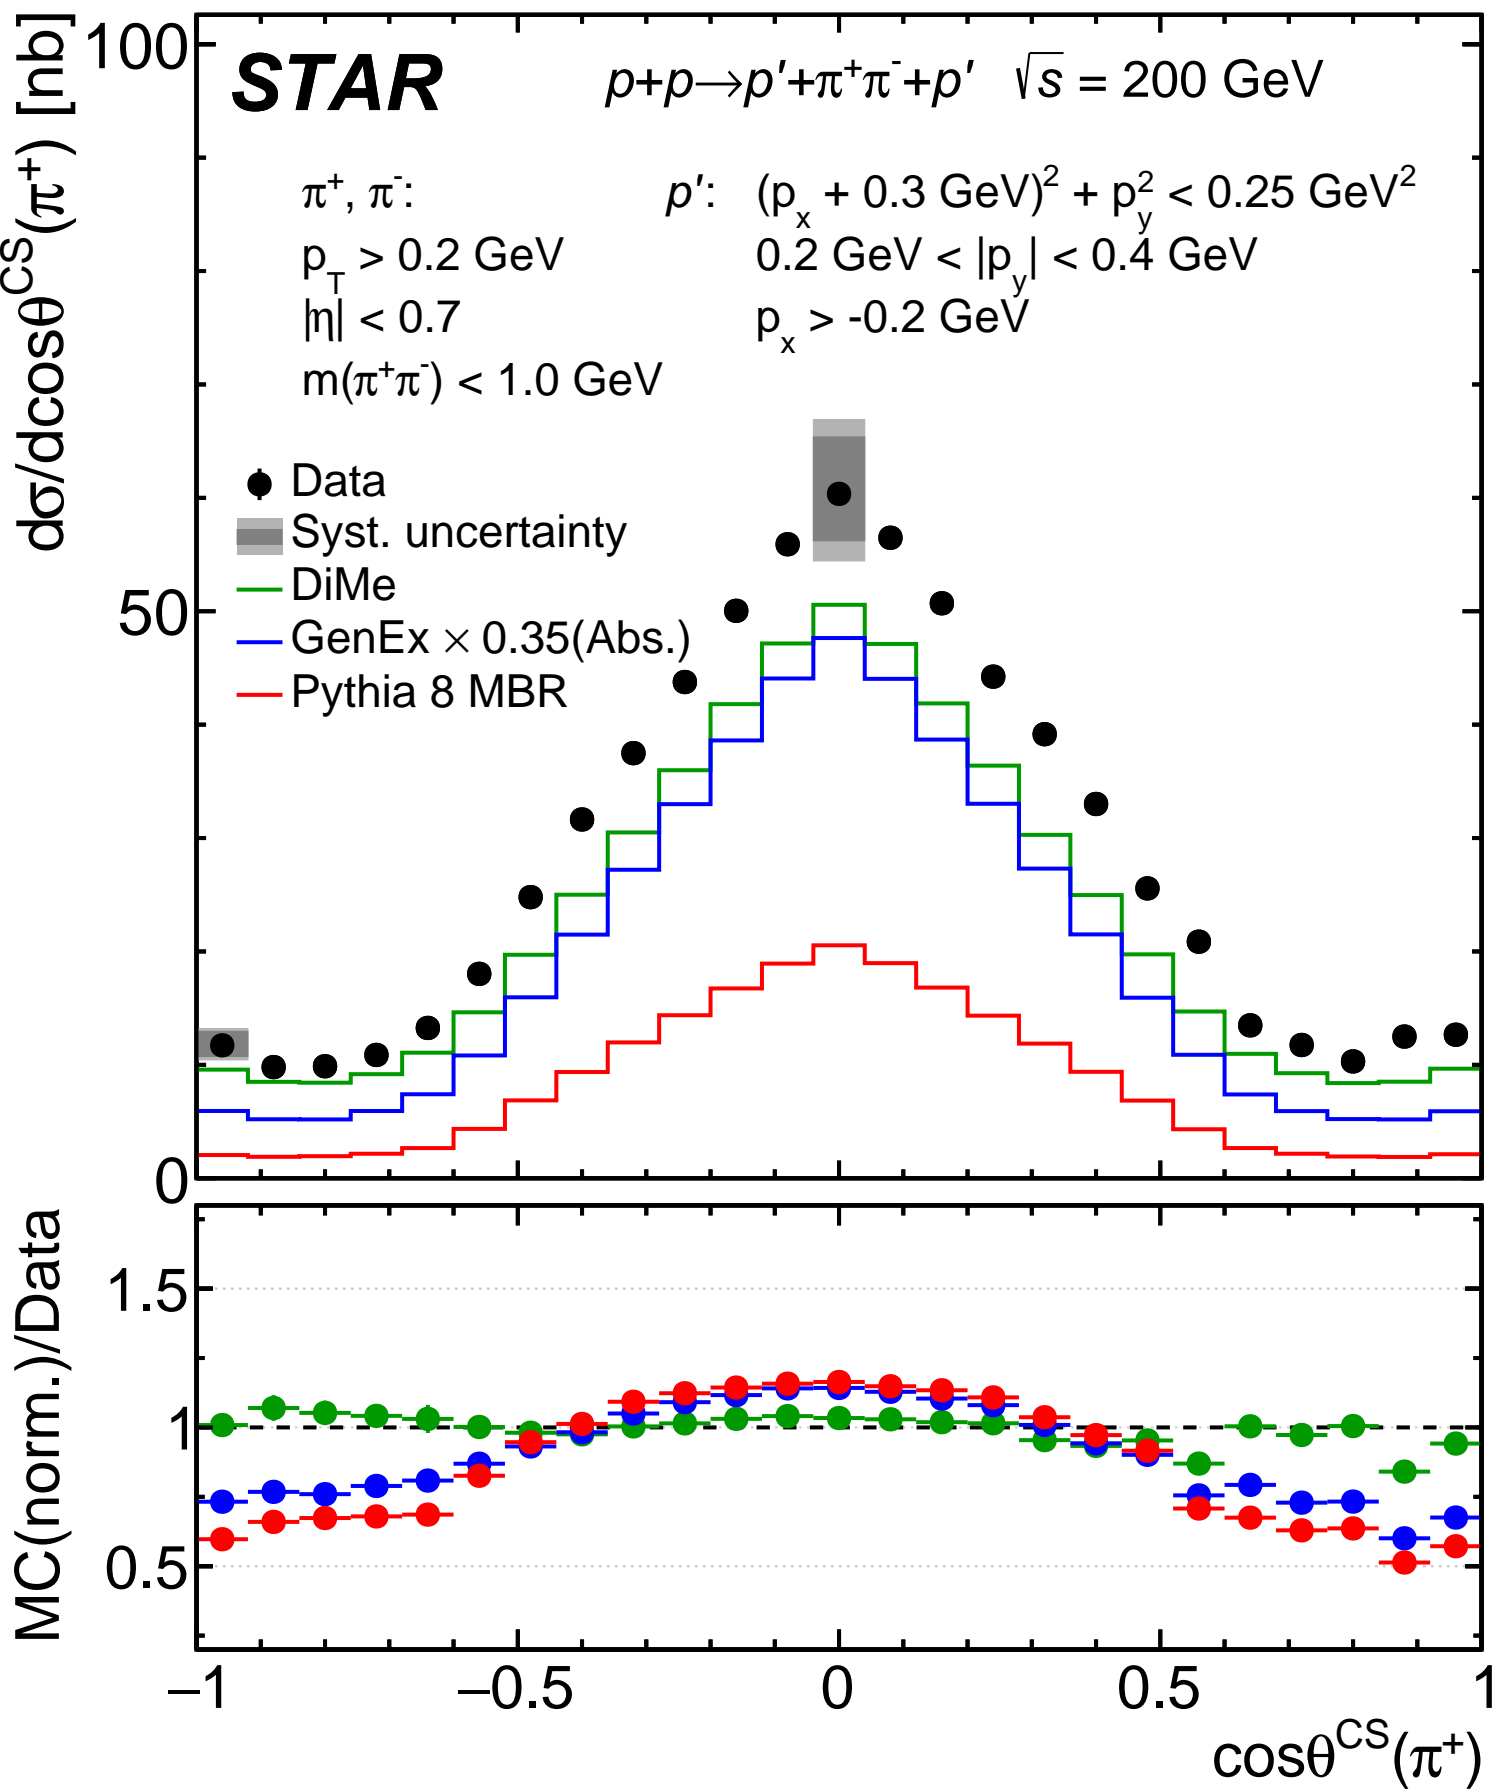 STAR p+p→p′+π⁺π⁻+p′ √s = 200 GeV
π⁺, π⁻: p′: (pₓ + 0.3 GeV)² + p_y² < 0.25 GeV²
p_T > 0.2 GeV 0.2 GeV < |p_y| < 0.4 GeV
|η| < 0.7 pₓ > -0.2 GeV
m(π⁺π⁻) < 1.0 GeV
Data
Syst. uncertainty
DiMe
GenEx × 0.35(Abs.)
Pythia 8 MBR
dσ/dcosθ^CS(π⁺) [nb]
100
50
0
MC(norm.)/Data
1.5
1
0.5
−1 −0.5 0 0.5 1
cosθ^CS(π⁺)